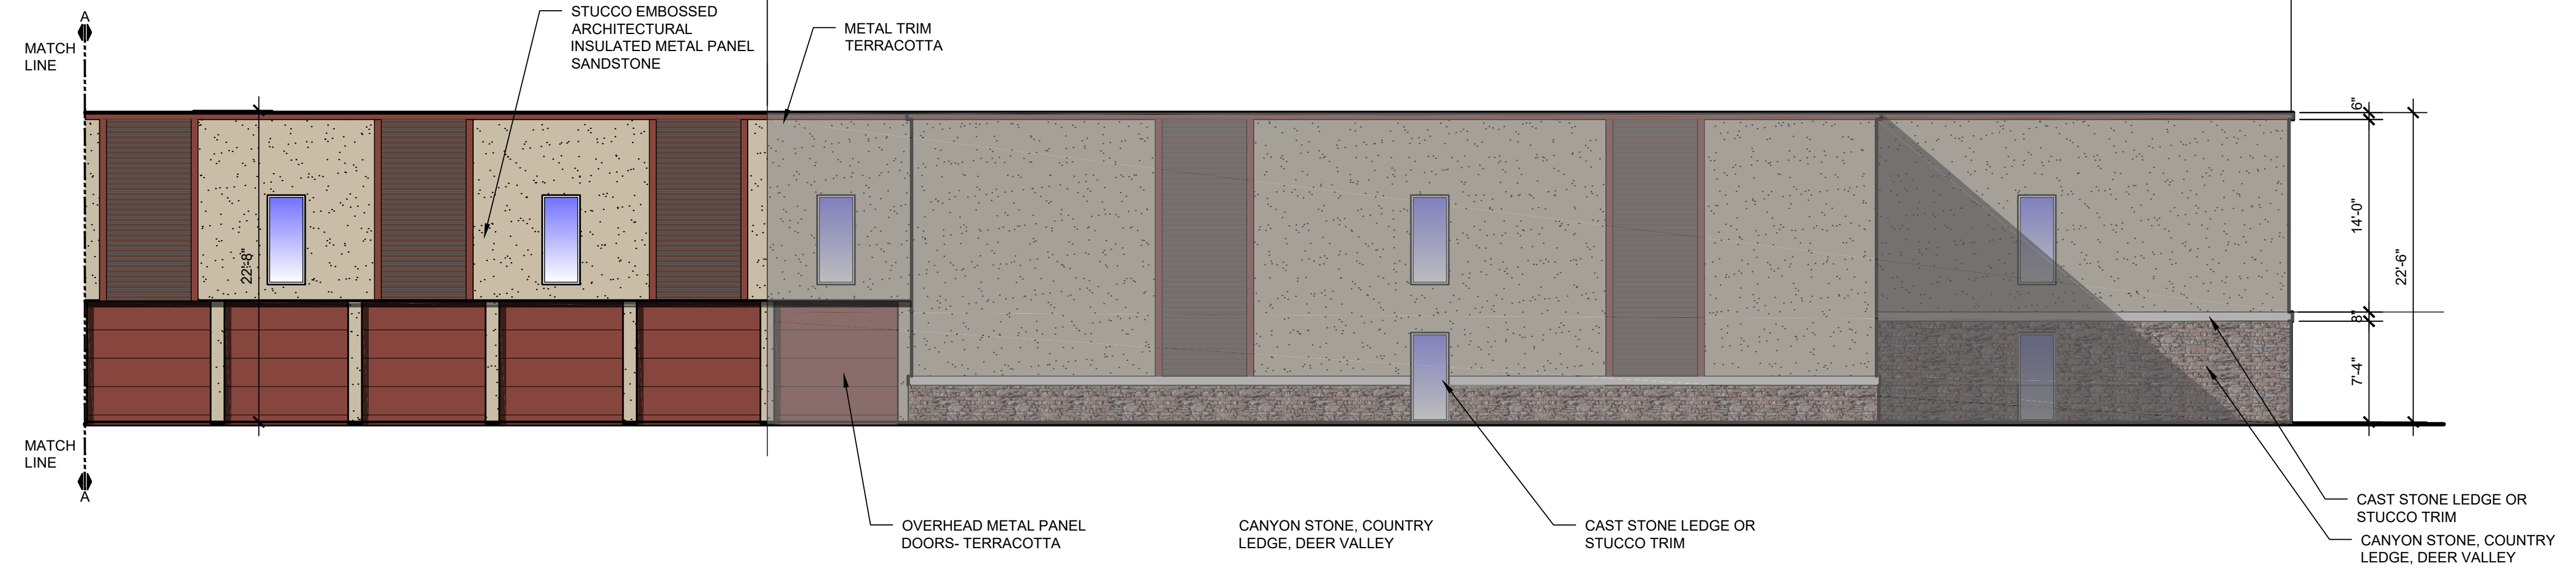 A
MATCH
LINE
STUCCO EMBOSSED
ARCHITECTURAL
INSULATED METAL PANEL
SANDSTONE
METAL TRIM
TERRACOTTA
22'-8"
6"
14'-0"
22'-6"
8"
7'-4"
MATCH
LINE
A
OVERHEAD METAL PANEL
DOORS- TERRACOTTA
CANYON STONE, COUNTRY
LEDGE, DEER VALLEY
CAST STONE LEDGE OR
STUCCO TRIM
CAST STONE LEDGE OR
STUCCO TRIM
CANYON STONE, COUNTRY
LEDGE, DEER VALLEY